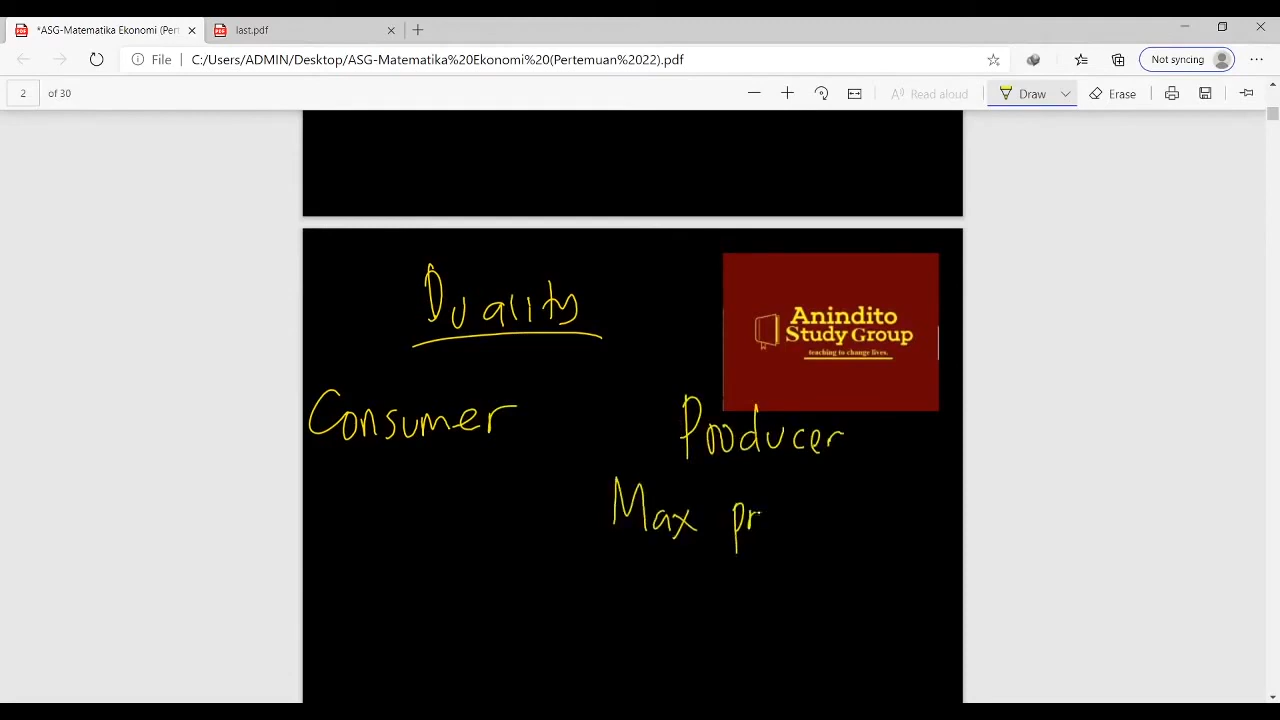 *ASG-Matematika Ekonomi (Pert
last.pdf
File
C:/Users/ADMIN/Desktop/ASG-Matematika%20Ekonomi%20(Pertemuan%2022).pdf
Not syncing
2 of 30
Read aloud
Draw
Erase
Duality
Anindito
Study Group
teaching to change lives.
Consumer
Producer
Max pr